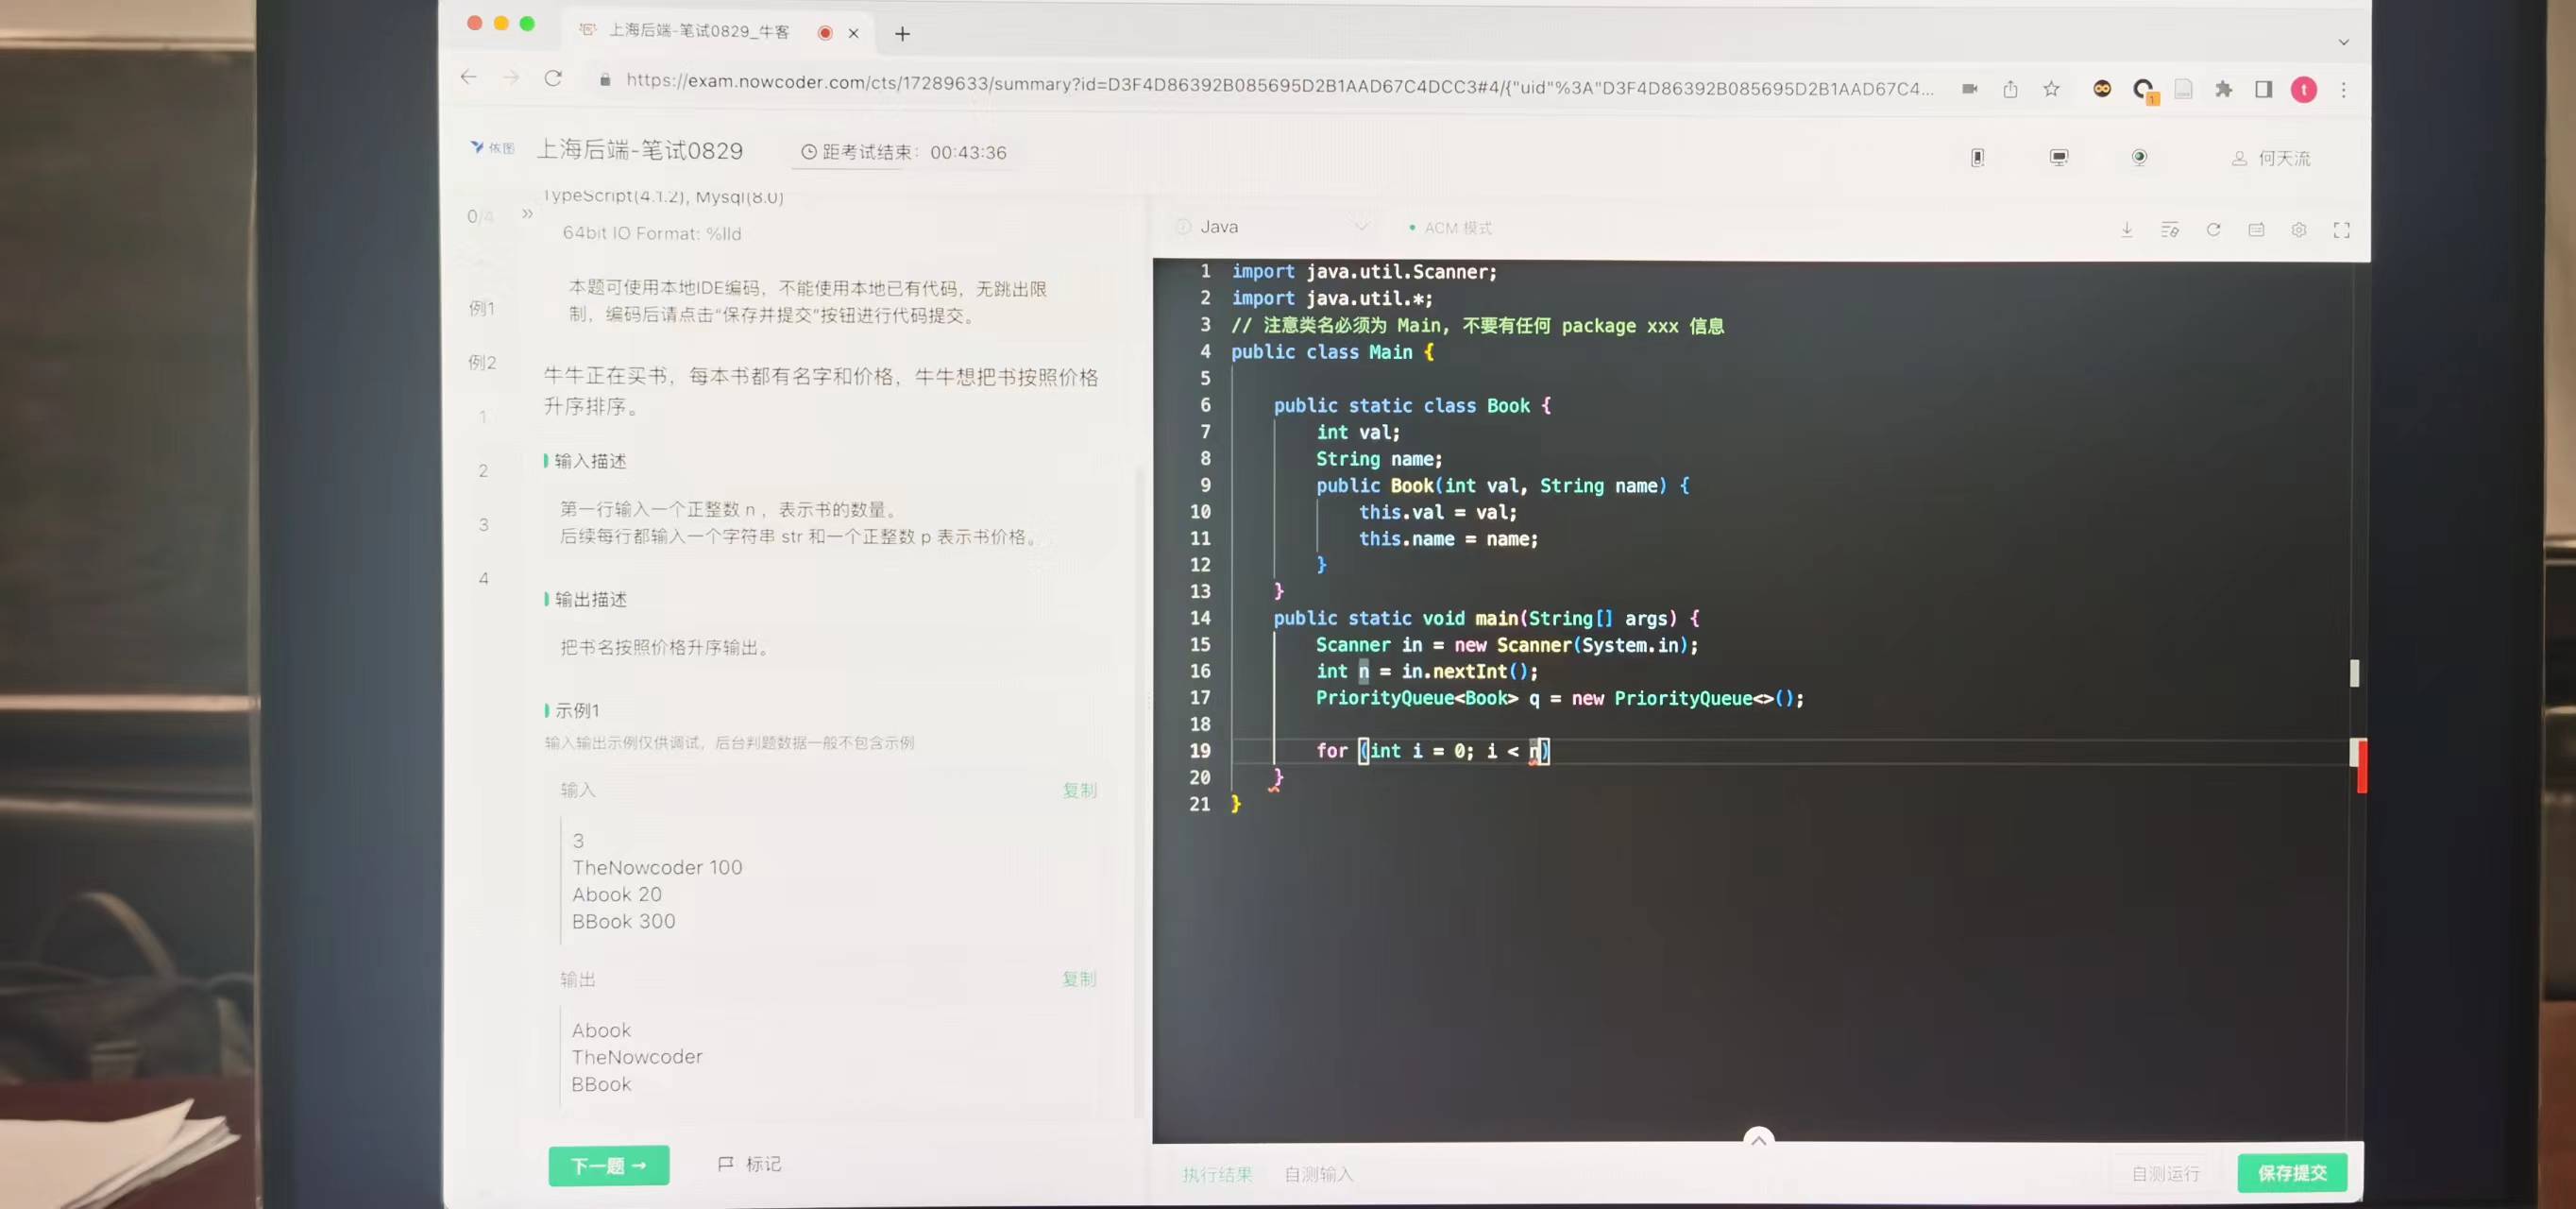 上海后端-笔试0829_牛客
https://exam.nowcoder.com/cts/17289633/summary?id=D3F4D86392B085695D2B1AAD67C4DCC3#4/{"uid"%3A"D3F4D86392B085695D2B1AAD67C4...
t
依图
上海后端-笔试0829
距考试结束：00:43:36
何天流
0/4
TypeScript(4.1.2), Mysql(8.0)
64bit IO Format: %lld
本题可使用本地IDE编码，不能使用本地已有代码，无跳出限
制，编码后请点击“保存并提交”按钮进行代码提交。
例1
例2
1
2
3
4
牛牛正在买书，每本书都有名字和价格，牛牛想把书按照价格
升序排序。
输入描述
第一行输入一个正整数 n ，表示书的数量。
后续每行都输入一个字符串 str 和一个正整数 p 表示书价格。
输出描述
把书名按照价格升序输出。
示例1
输入输出示例仅供调试，后台判题数据一般不包含示例
输入 复制
3
TheNowcoder 100
Abook 20
BBook 300
输出 复制
Abook
TheNowcoder
BBook
下一题 →
标记
Java
ACM 模式
1 import java.util.Scanner;
2 import java.util.*;
3 // 注意类名必须为 Main, 不要有任何 package xxx 信息
4 public class Main {
5
6 public static class Book {
7 int val;
8 String name;
9 public Book(int val, String name) {
10 this.val = val;
11 this.name = name;
12 }
13 }
14 public static void main(String[] args) {
15 Scanner in = new Scanner(System.in);
16 int n = in.nextInt();
17 PriorityQueue<Book> q = new PriorityQueue<>();
18
19 for (int i = 0; i < n)
20 }
21 }
执行结果 自测输入
自测运行 保存提交